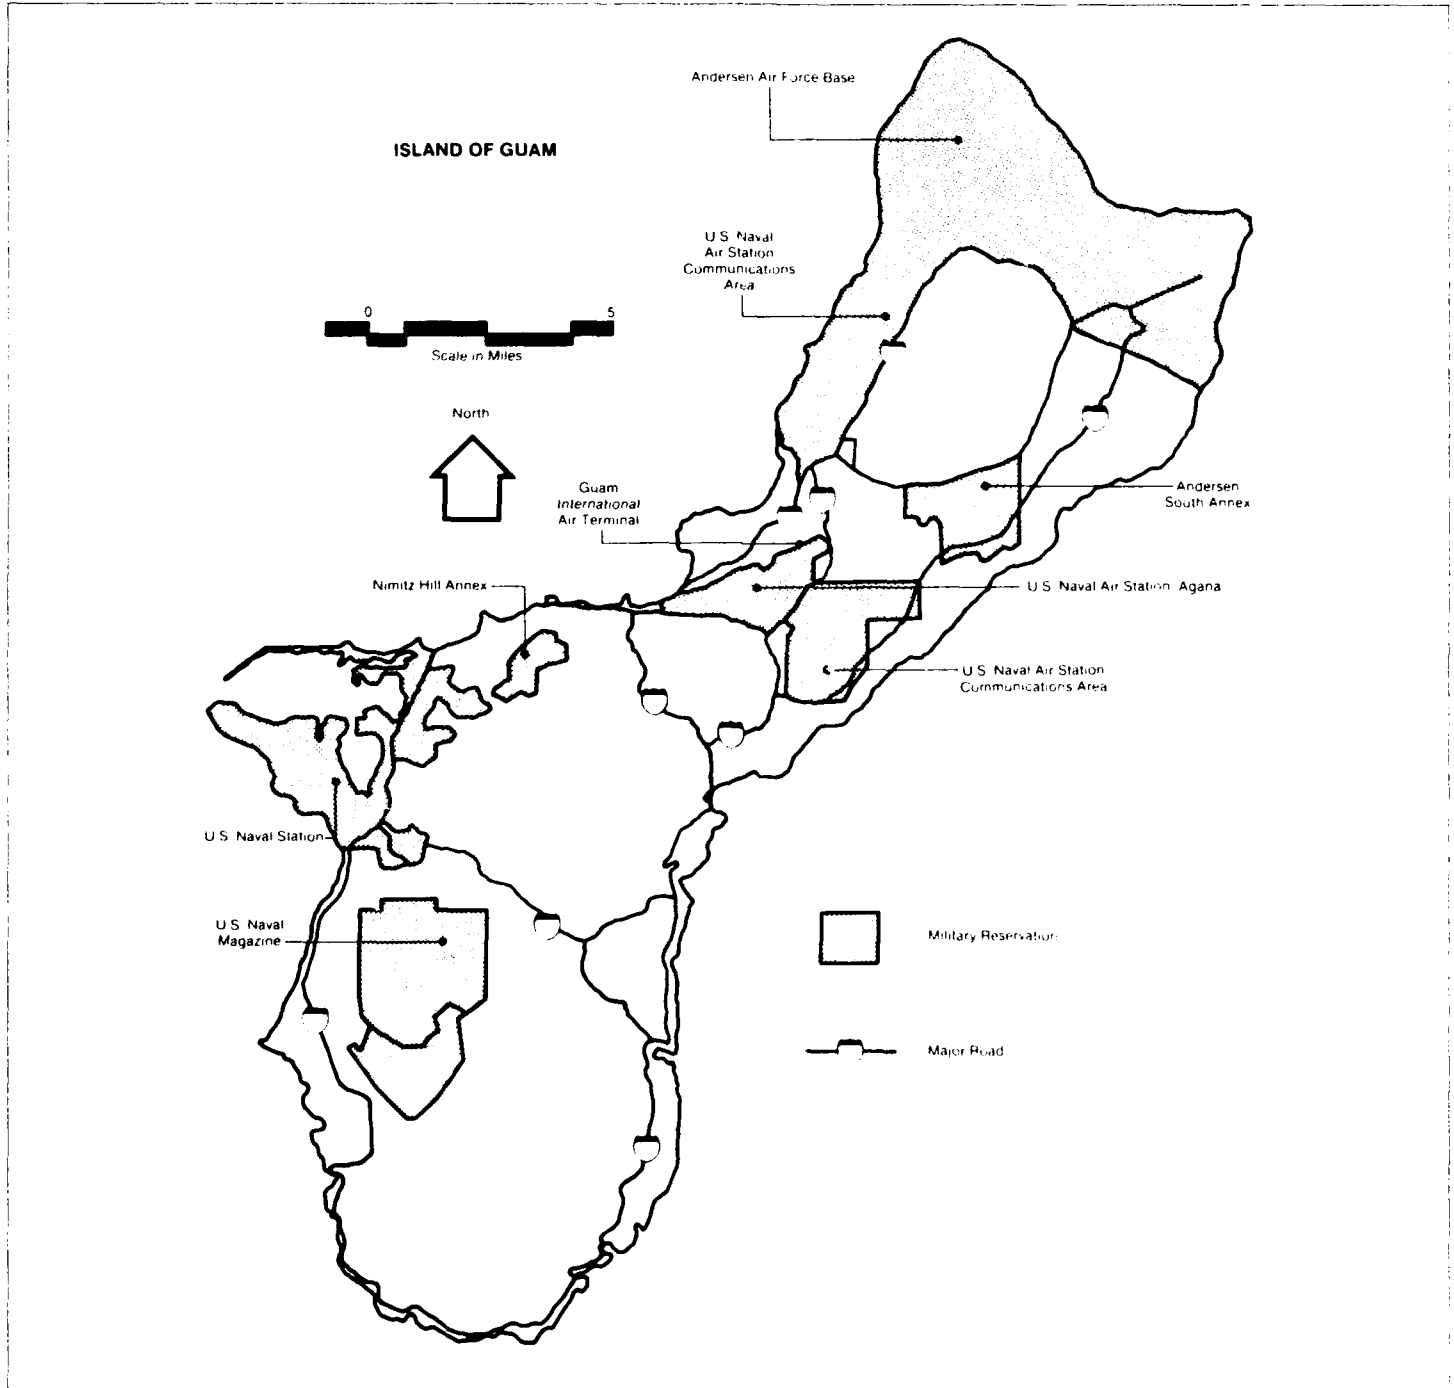 Andersen Air Force Base
ISLAND OF GUAM
U.S. Naval
Air Station
Communications
Area
0 5
Scale in Miles
North
Guam
International
Air Terminal
Andersen
South Annex
Nimitz Hill Annex
U.S. Naval Air Station Agana
U.S. Naval Air Station
Communications Area
U.S. Naval Station
U.S. Naval
Magazine
Military Reservation
Major Road